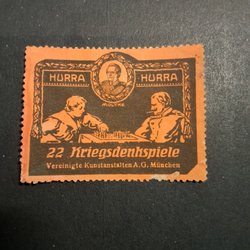 HURRA HURRA
MOLTKE
22 Kriegsdenkspiele
Vereinigte Kunstanstalten A.G. München